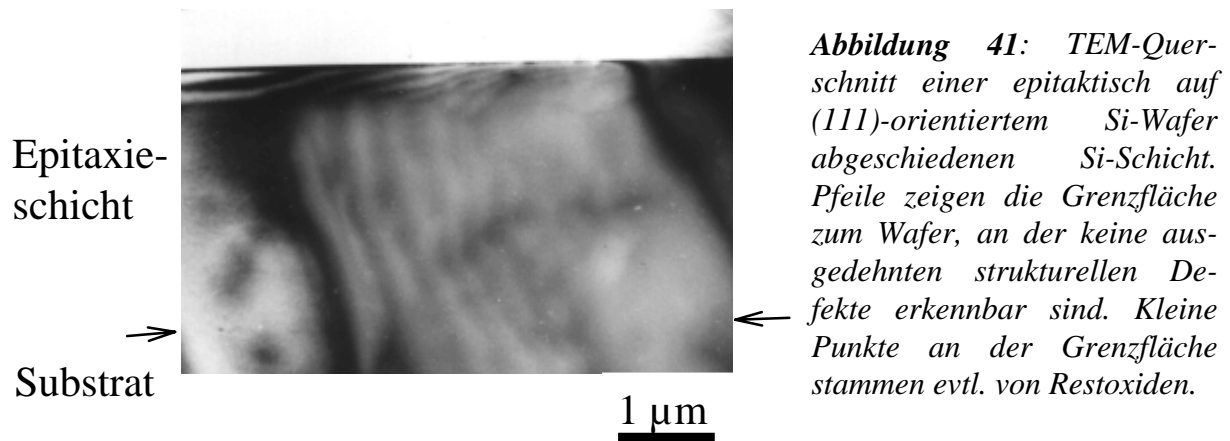 Epitaxie-
schicht
Substrat
1 µm
Abbildung 41: TEM-Quer-
schnitt einer epitaktisch auf
(111)-orientiertem Si-Wafer
abgeschiedenen Si-Schicht.
Pfeile zeigen die Grenzfläche
zum Wafer, an der keine aus-
gedehnten strukturellen De-
fekte erkennbar sind. Kleine
Punkte an der Grenzfläche
stammen evtl. von Restoxiden.